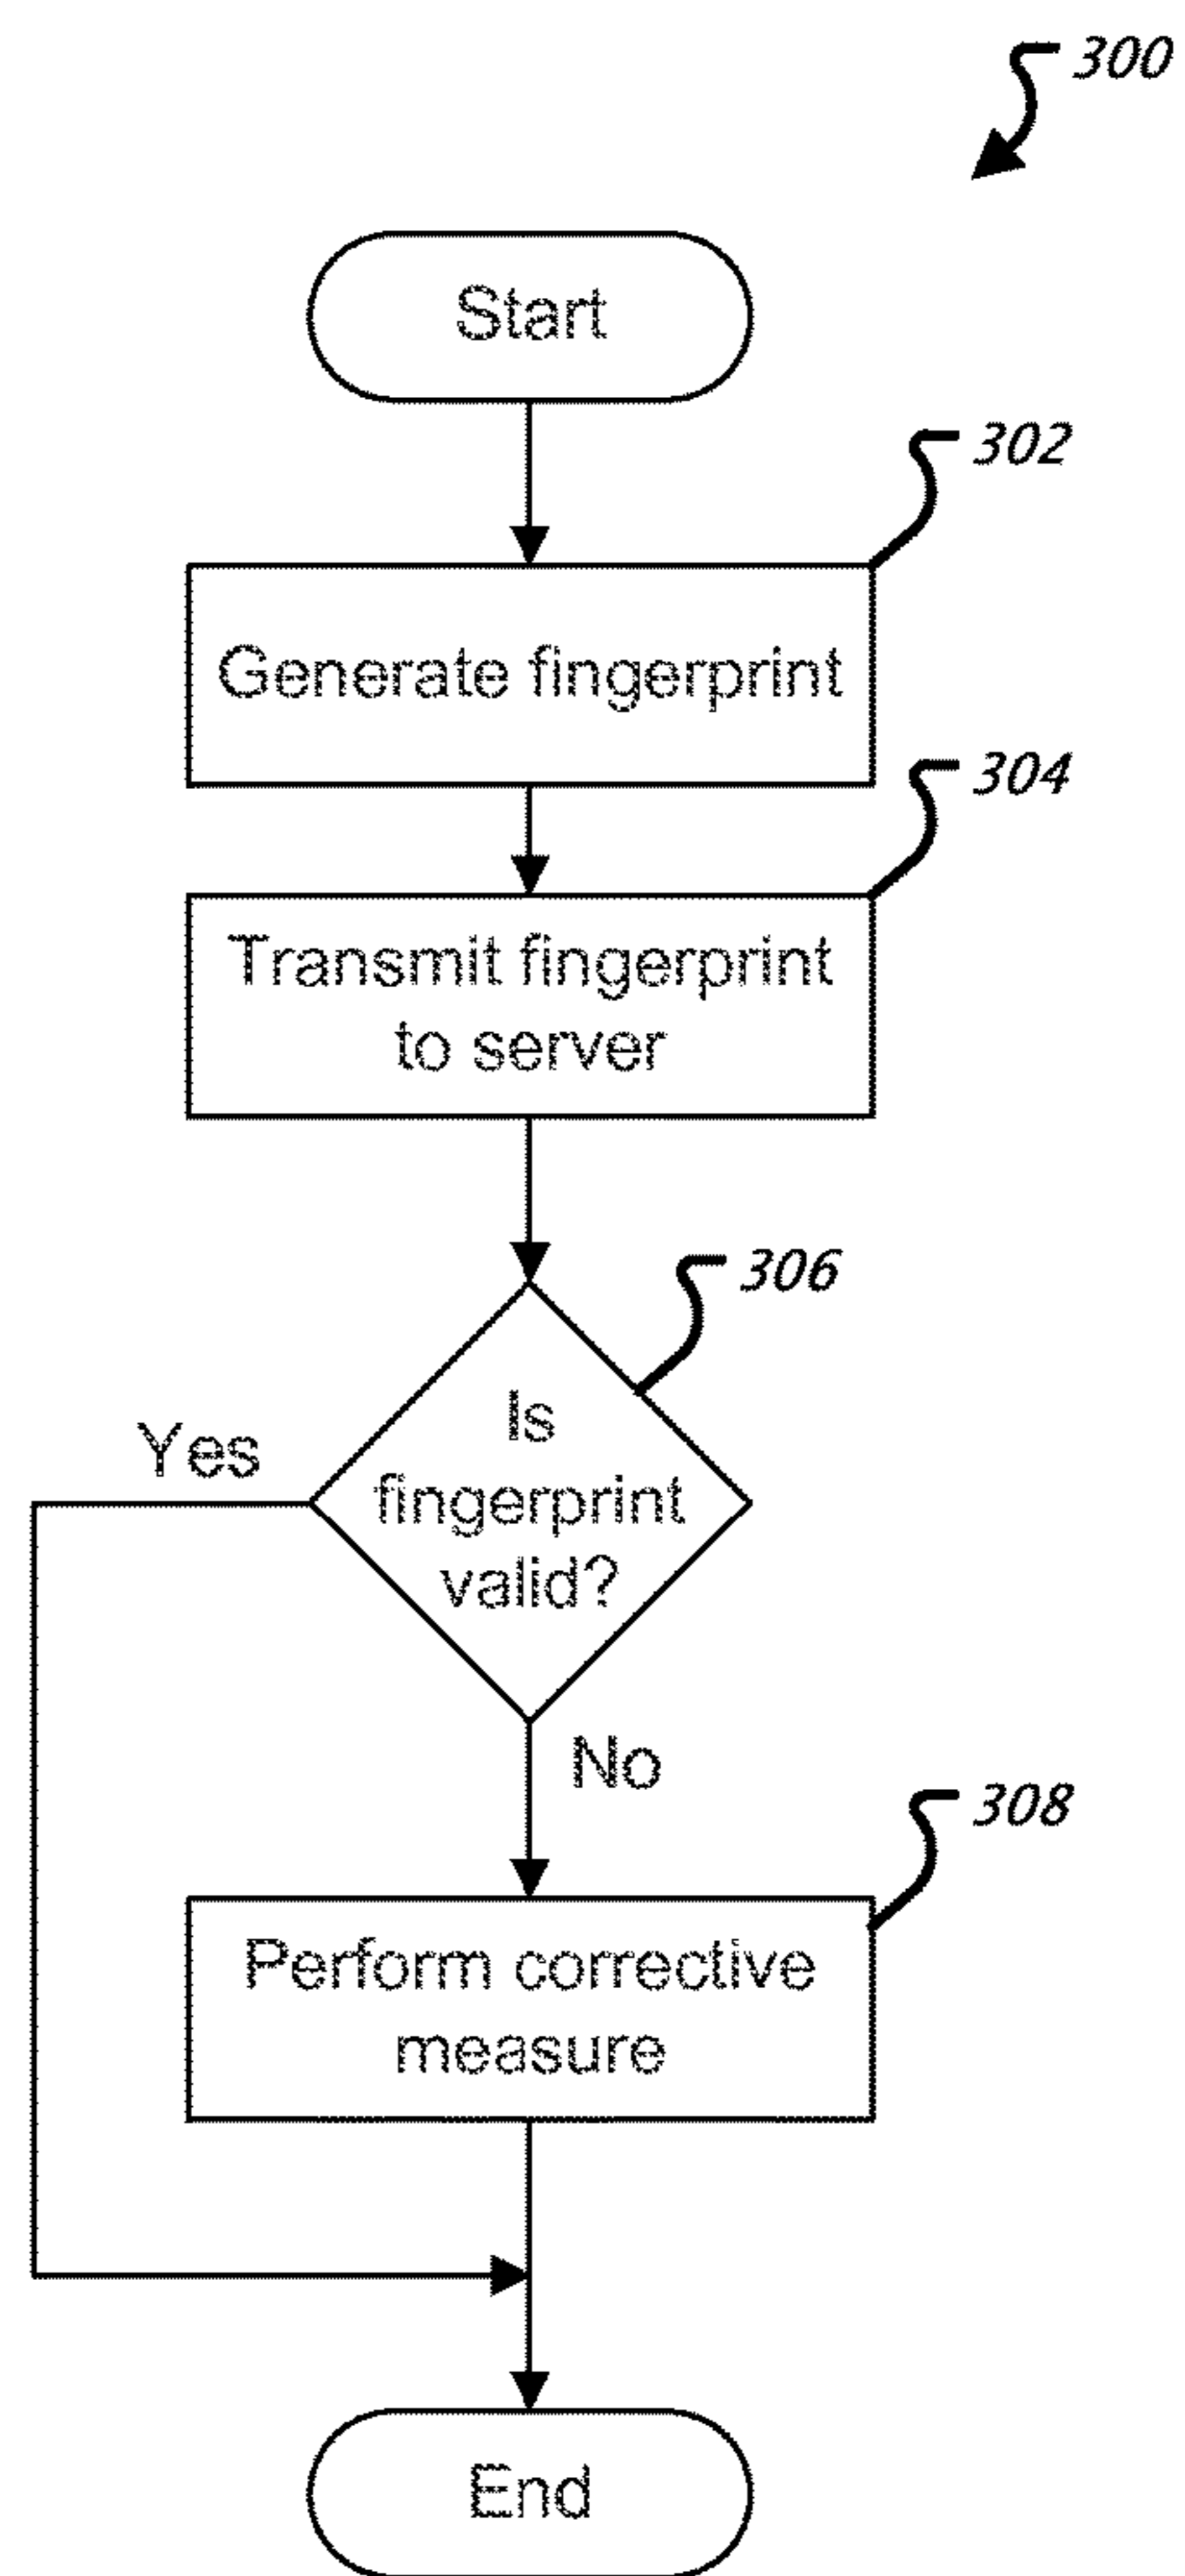 300
Start
302
Generate fingerprint
304
Transmit fingerprint
to server
306
Is
fingerprint
valid?
Yes
No
308
Perform corrective
measure
End